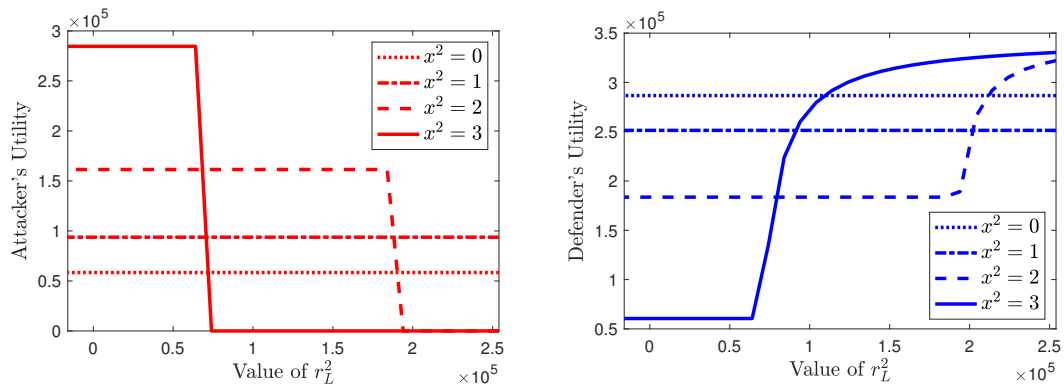 ×10⁵
3
2.5
2
1.5
1
0.5
0
Attacker's Utility
x² = 0
x² = 1
x² = 2
x² = 3
0 0.5 1 1.5 2 2.5
Value of r²_L
×10⁵
×10⁵
3.5
3
2.5
2
1.5
1
0.5
Defender's Utility
x² = 0
x² = 1
x² = 2
x² = 3
0 0.5 1 1.5 2 2.5
Value of r²_L
×10⁵